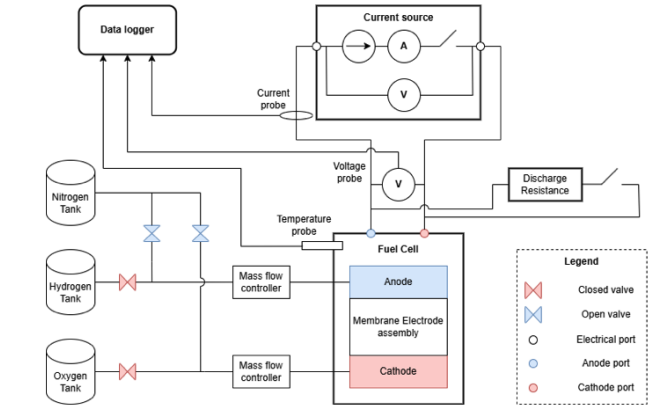 Data logger
Current source
A
V
Current
probe
Voltage
probe
V
Discharge
Resistance
Nitrogen
Tank
Temperature
probe
Fuel Cell
Hydrogen
Tank
Mass flow
controller
Anode
Membrane Electrode
assembly
Oxygen
Tank
Mass flow
controller
Cathode
Legend
Closed valve
Open valve
Electrical port
Anode port
Cathode port